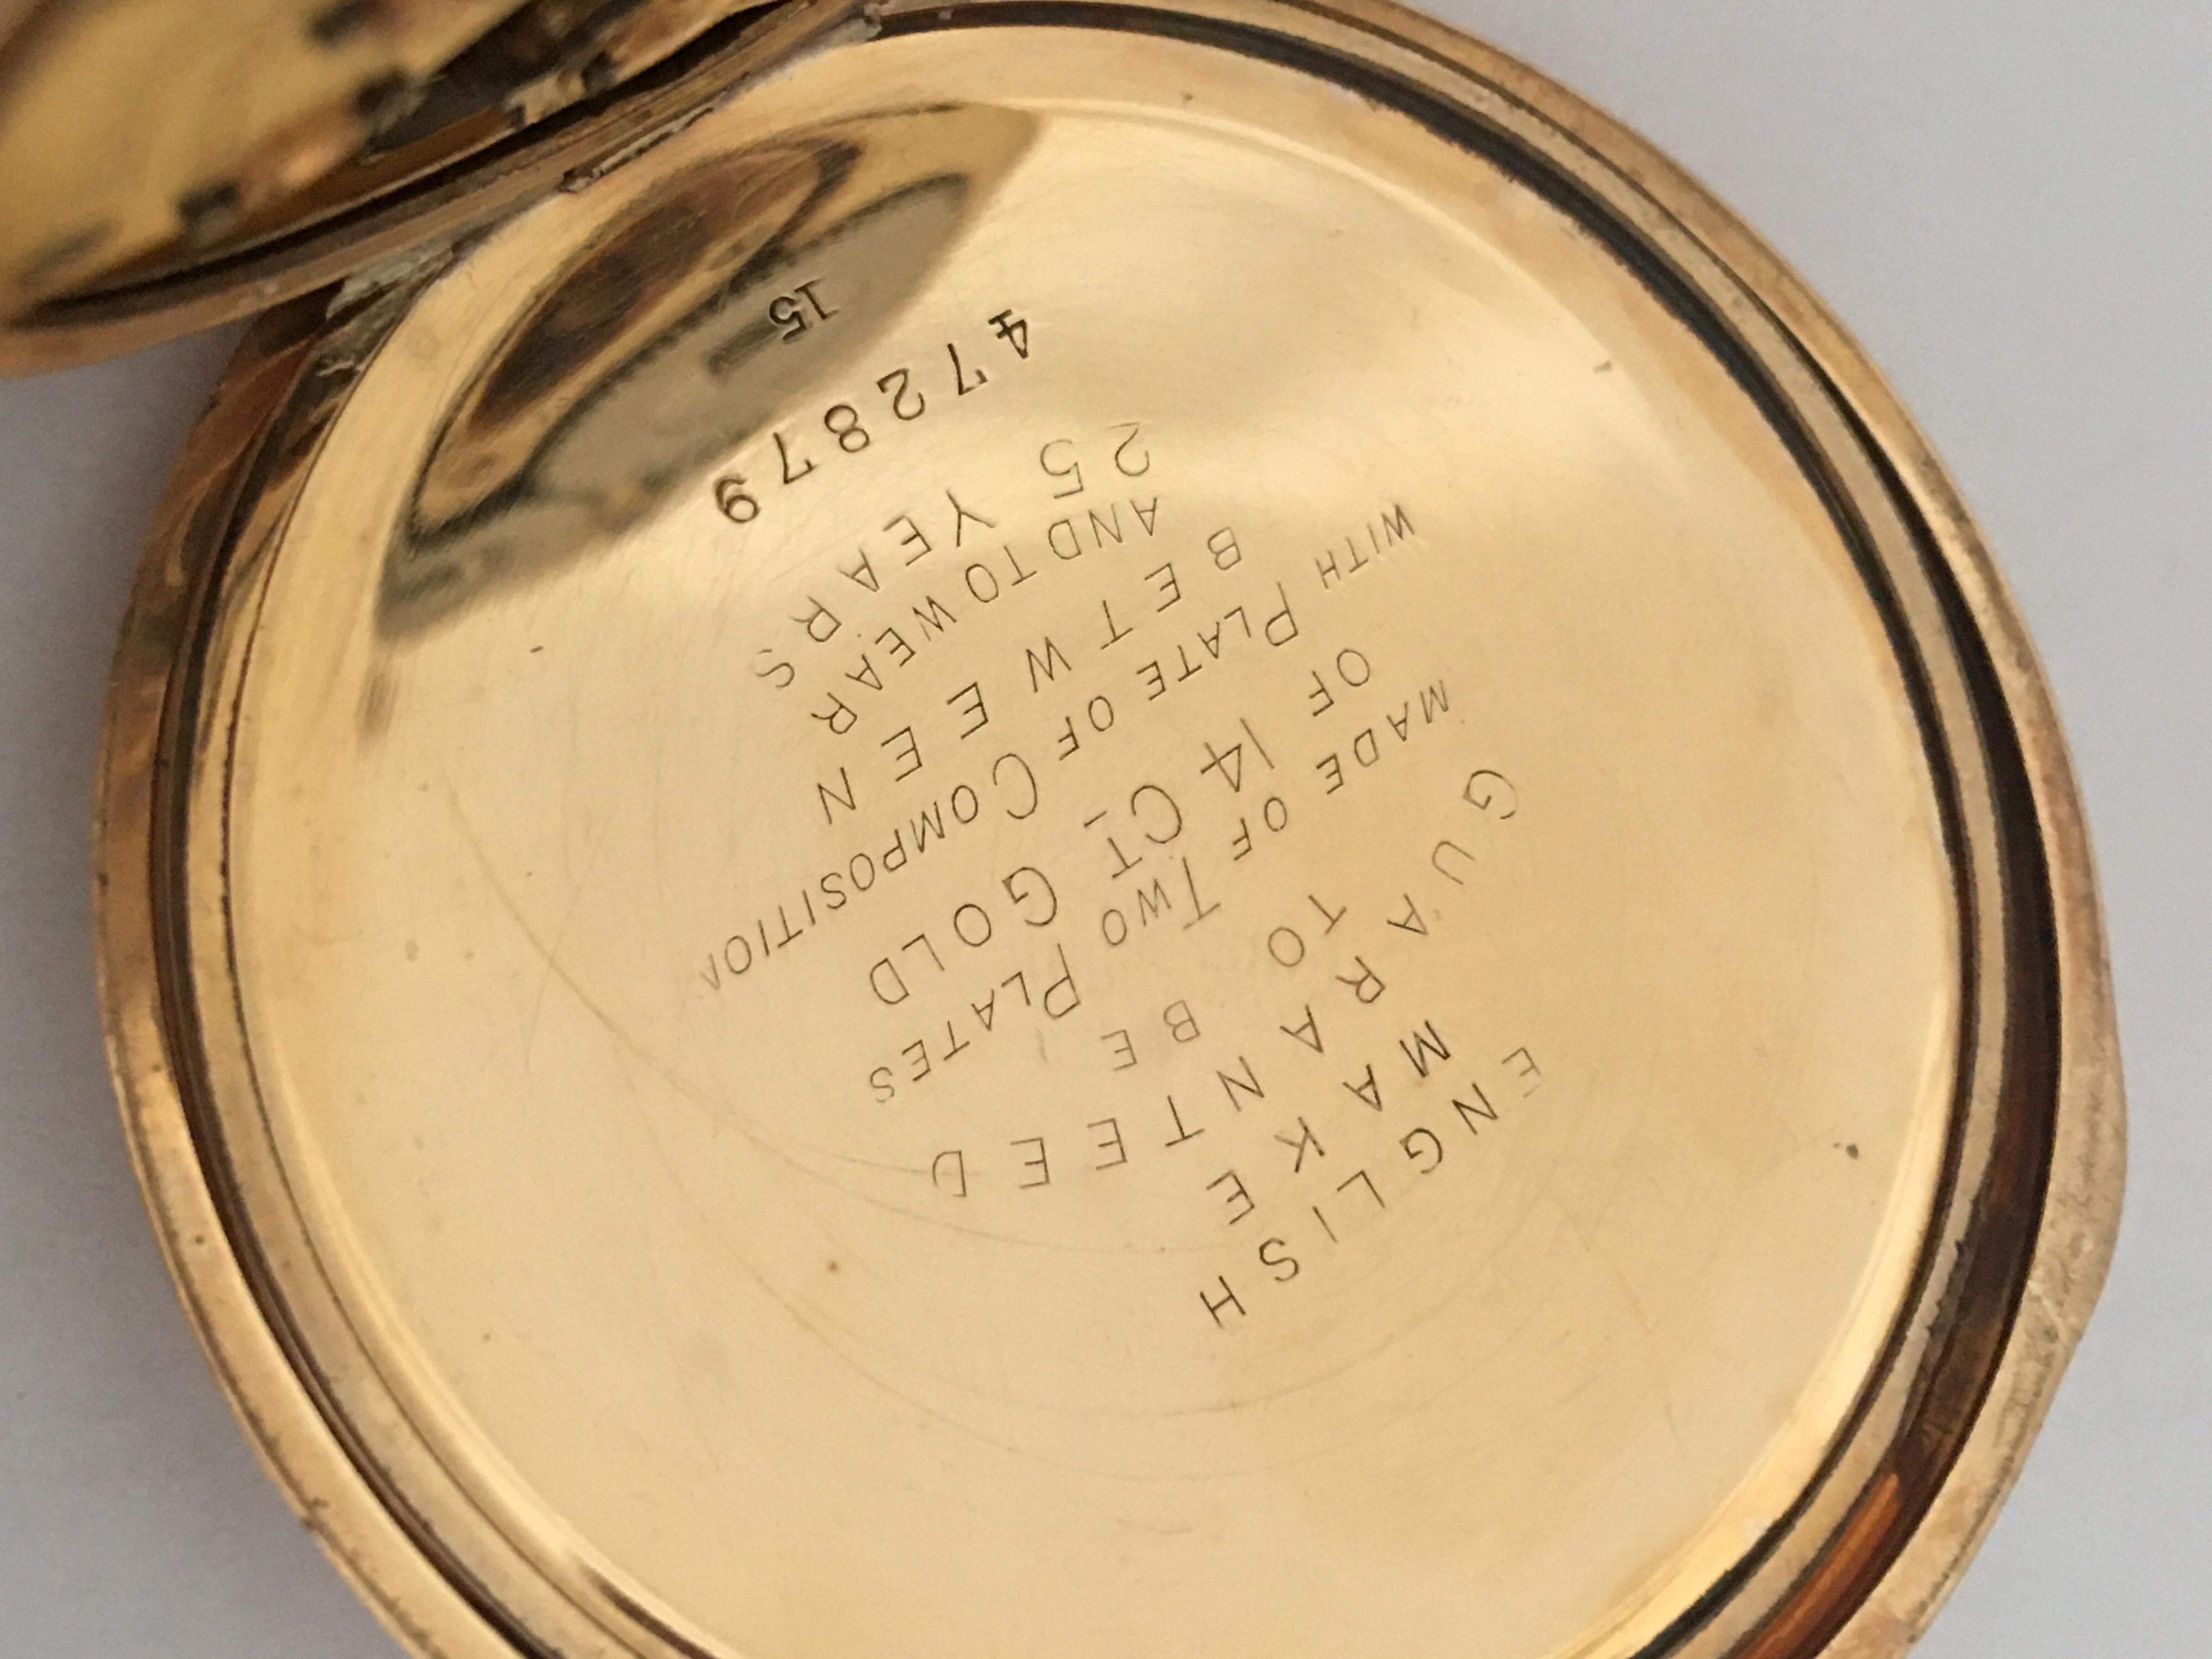 ENGLISH
MAKE
GUARANTEED
TO BE
MADE OF TWO PLATES
OF 14 CT. GOLD
WITH PLATE OF COMPOSITION
BETWEEN
AND TO WEAR
25 YEARS
472879
15